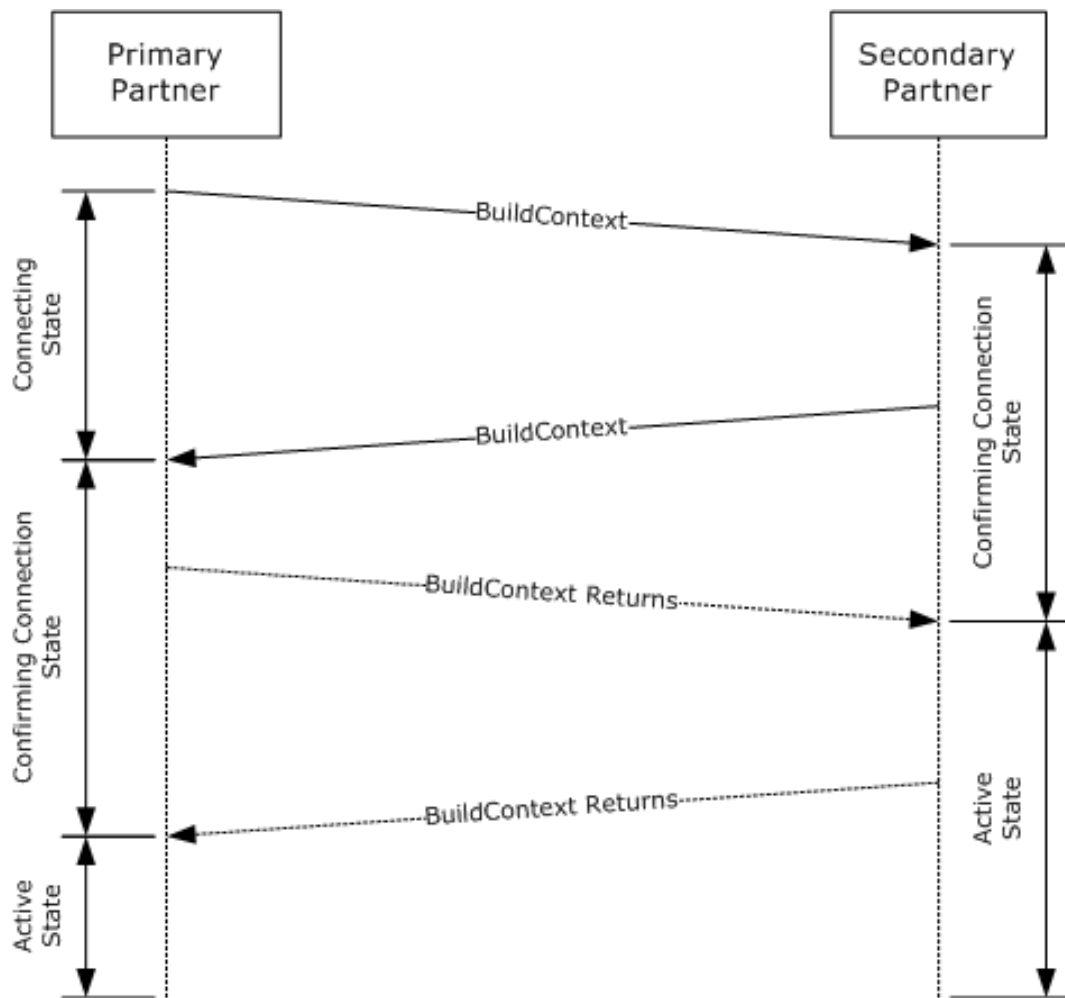 Primary
Partner
Secondary
Partner
BuildContext
Connecting
State
Confirming Connection
State
BuildContext
BuildContext Returns
Confirming Connection
State
BuildContext Returns
Active
State
Active
State